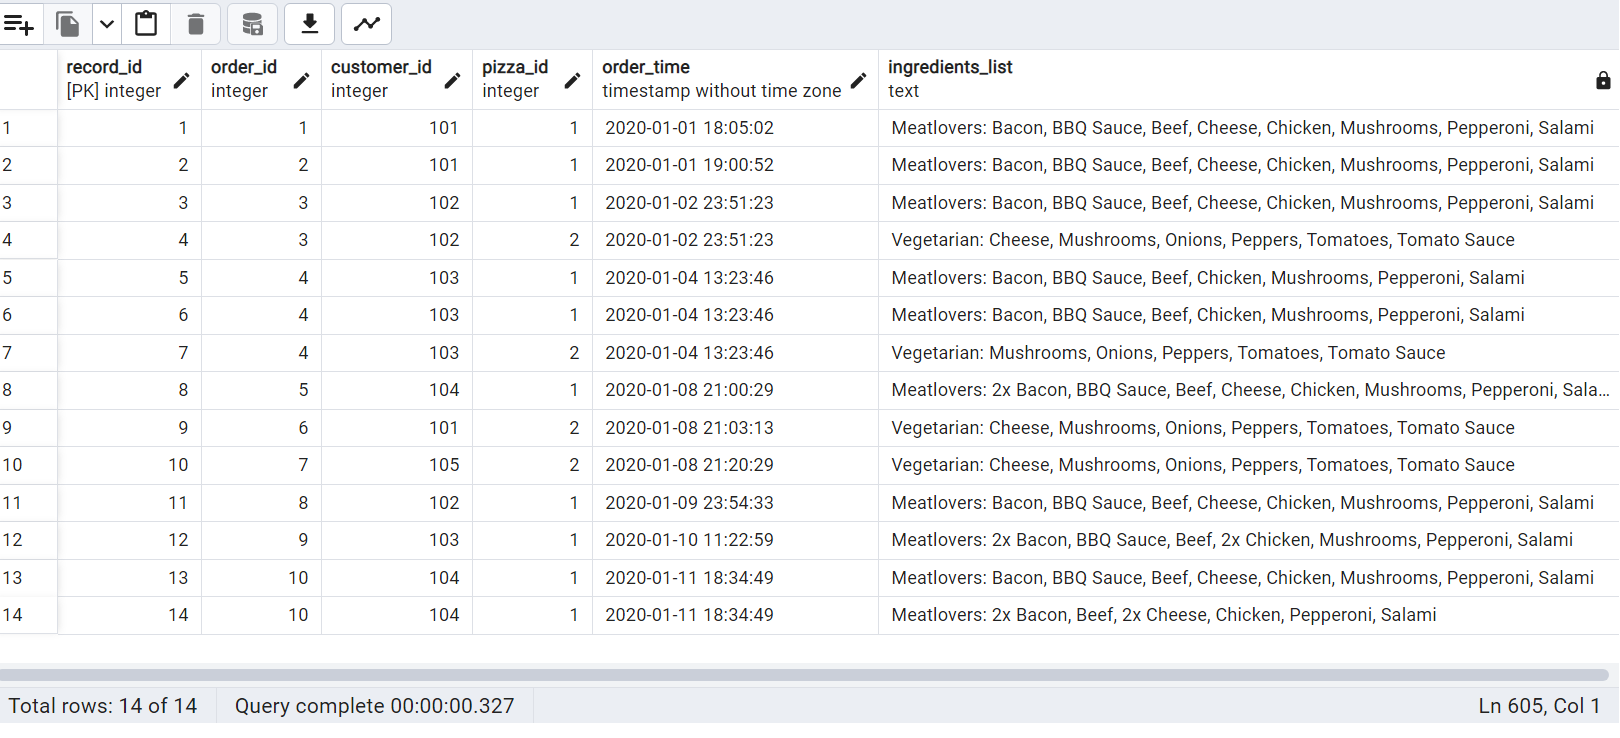 record_id order_id customer_id pizza_id order_time ingredients_list
[PK] integer integer integer integer timestamp without time zone text
1 1 1 101 1 2020-01-01 18:05:02 Meatlovers: Bacon, BBQ Sauce, Beef, Cheese, Chicken, Mushrooms, Pepperoni, Salami
2 2 2 101 1 2020-01-01 19:00:52 Meatlovers: Bacon, BBQ Sauce, Beef, Cheese, Chicken, Mushrooms, Pepperoni, Salami
3 3 3 102 1 2020-01-02 23:51:23 Meatlovers: Bacon, BBQ Sauce, Beef, Cheese, Chicken, Mushrooms, Pepperoni, Salami
4 4 3 102 2 2020-01-02 23:51:23 Vegetarian: Cheese, Mushrooms, Onions, Peppers, Tomatoes, Tomato Sauce
5 5 4 103 1 2020-01-04 13:23:46 Meatlovers: Bacon, BBQ Sauce, Beef, Chicken, Mushrooms, Pepperoni, Salami
6 6 4 103 1 2020-01-04 13:23:46 Meatlovers: Bacon, BBQ Sauce, Beef, Chicken, Mushrooms, Pepperoni, Salami
7 7 4 103 2 2020-01-04 13:23:46 Vegetarian: Mushrooms, Onions, Peppers, Tomatoes, Tomato Sauce
8 8 5 104 1 2020-01-08 21:00:29 Meatlovers: 2x Bacon, BBQ Sauce, Beef, Cheese, Chicken, Mushrooms, Pepperoni, Sala...
9 9 6 101 2 2020-01-08 21:03:13 Vegetarian: Cheese, Mushrooms, Onions, Peppers, Tomatoes, Tomato Sauce
10 10 7 105 2 2020-01-08 21:20:29 Vegetarian: Cheese, Mushrooms, Onions, Peppers, Tomatoes, Tomato Sauce
11 11 8 102 1 2020-01-09 23:54:33 Meatlovers: Bacon, BBQ Sauce, Beef, Cheese, Chicken, Mushrooms, Pepperoni, Salami
12 12 9 103 1 2020-01-10 11:22:59 Meatlovers: 2x Bacon, BBQ Sauce, Beef, 2x Chicken, Mushrooms, Pepperoni, Salami
13 13 10 104 1 2020-01-11 18:34:49 Meatlovers: Bacon, BBQ Sauce, Beef, Cheese, Chicken, Mushrooms, Pepperoni, Salami
14 14 10 104 1 2020-01-11 18:34:49 Meatlovers: 2x Bacon, Beef, 2x Cheese, Chicken, Pepperoni, Salami
Total rows: 14 of 14 Query complete 00:00:00.327 Ln 605, Col 1